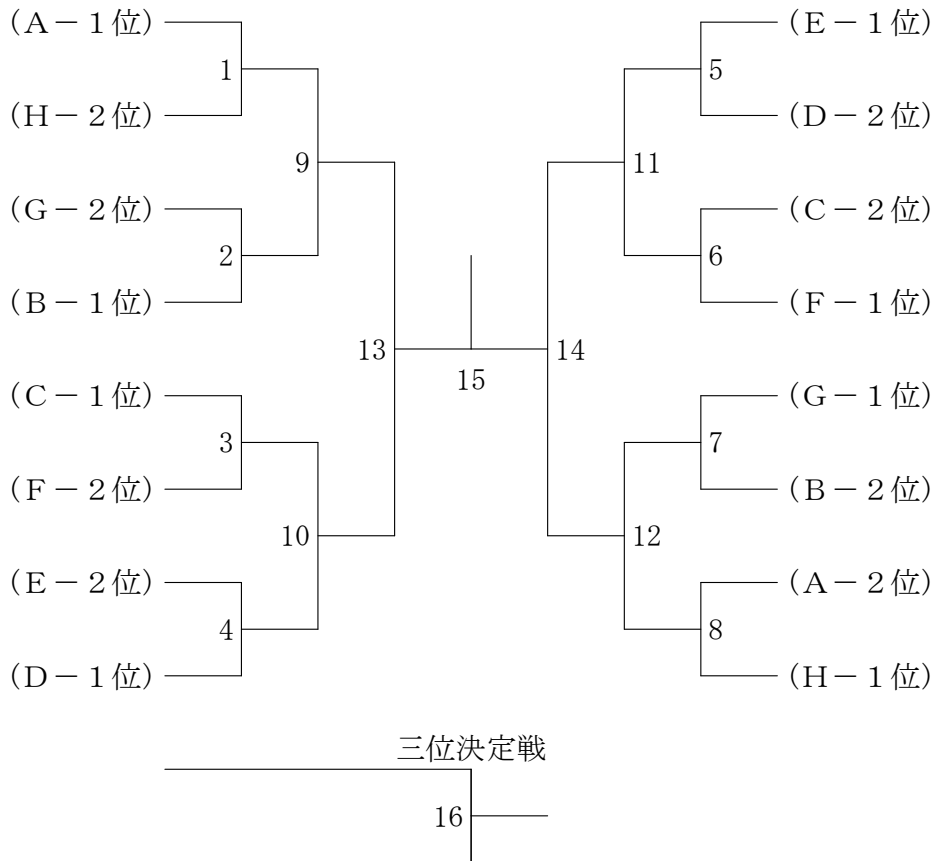 (A－1位)
1
(H－2位)
9
(G－2位)
2
(B－1位)
13
(C－1位)
3
(F－2位)
10
(E－2位)
4
(D－1位)
15
(E－1位)
5
(D－2位)
11
(C－2位)
6
(F－1位)
14
(G－1位)
7
(B－2位)
12
(A－2位)
8
(H－1位)
三位決定戦
16